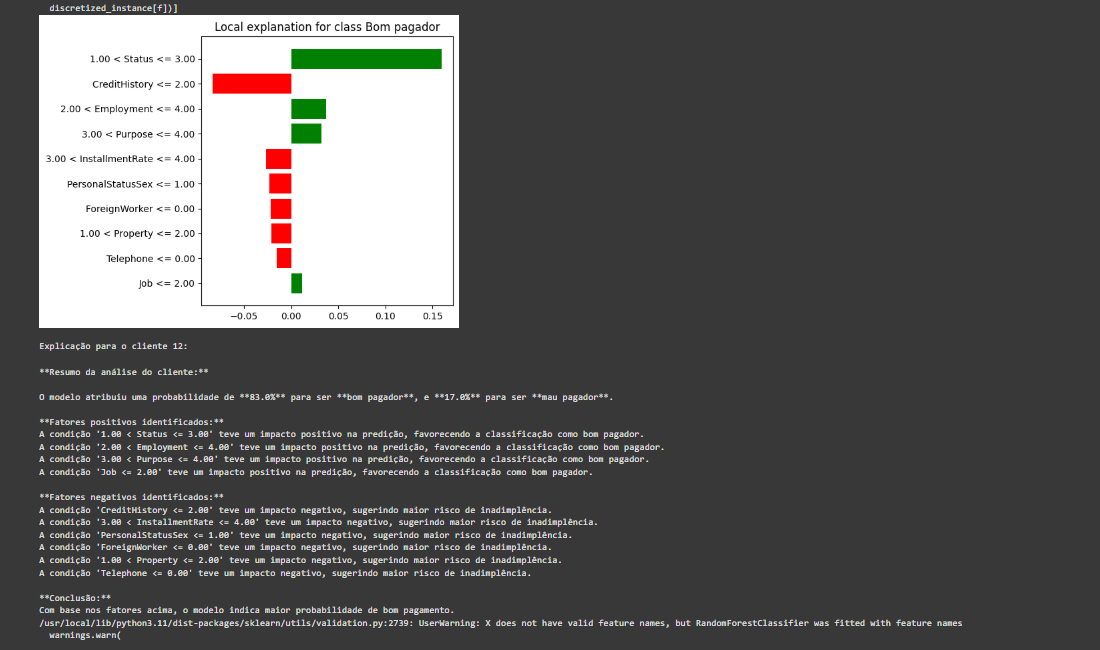 discretized_instance[f])]
Local explanation for class Bom pagador
1.00 < Status <= 3.00
CreditHistory <= 2.00
2.00 < Employment <= 4.00
3.00 < Purpose <= 4.00
3.00 < InstallmentRate <= 4.00
PersonalStatusSex <= 1.00
ForeignWorker <= 0.00
1.00 < Property <= 2.00
Telephone <= 0.00
Job <= 2.00
−0.05 0.00 0.05 0.10 0.15
Explicação para o cliente 12:
**Resumo da análise do cliente:**
O modelo atribuiu uma probabilidade de **83.0%** para ser **bom pagador**, e **17.0%** para ser **mau pagador**.
**Fatores positivos identificados:**
A condição '1.00 < Status <= 3.00' teve um impacto positivo na predição, favorecendo a classificação como bom pagador.
A condição '2.00 < Employment <= 4.00' teve um impacto positivo na predição, favorecendo a classificação como bom pagador.
A condição '3.00 < Purpose <= 4.00' teve um impacto positivo na predição, favorecendo a classificação como bom pagador.
A condição 'Job <= 2.00' teve um impacto positivo na predição, favorecendo a classificação como bom pagador.
**Fatores negativos identificados:**
A condição 'CreditHistory <= 2.00' teve um impacto negativo, sugerindo maior risco de inadimplência.
A condição '3.00 < InstallmentRate <= 4.00' teve um impacto negativo, sugerindo maior risco de inadimplência.
A condição 'PersonalStatusSex <= 1.00' teve um impacto negativo, sugerindo maior risco de inadimplência.
A condição 'ForeignWorker <= 0.00' teve um impacto negativo, sugerindo maior risco de inadimplência.
A condição '1.00 < Property <= 2.00' teve um impacto negativo, sugerindo maior risco de inadimplência.
A condição 'Telephone <= 0.00' teve um impacto negativo, sugerindo maior risco de inadimplência.
**Conclusão:**
Com base nos fatores acima, o modelo indica maior probabilidade de bom pagamento.
/usr/local/lib/python3.11/dist-packages/sklearn/utils/validation.py:2739: UserWarning: X does not have valid feature names, but RandomForestClassifier was fitted with feature names
warnings.warn(